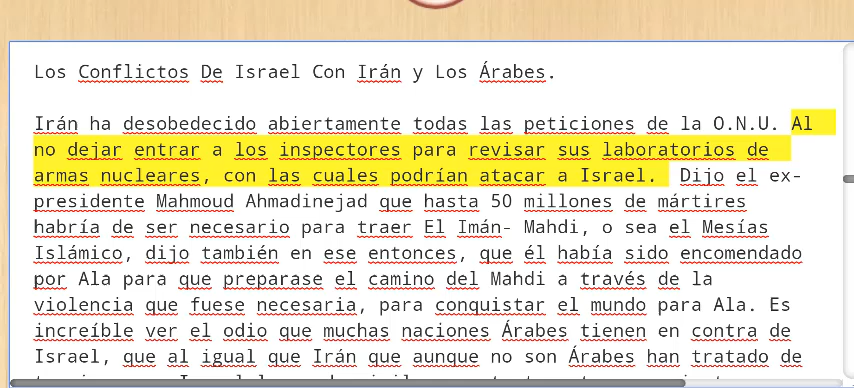 Los Conflictos De Israel Con Irán y Los Árabes.
Irán ha desobedecido abiertamente todas las peticiones de la O.N.U. Al
no dejar entrar a los inspectores para revisar sus laboratorios de
armas nucleares, con las cuales podrían atacar a Israel. Dijo el ex-
presidente Mahmoud Ahmadinejad que hasta 50 millones de mártires
habría de ser necesario para traer El Imán- Mahdi, o sea el Mesías
Islámico, dijo también en ese entonces, que él había sido encomendado
por Ala para que preparase el camino del Mahdi a través de la
violencia que fuese necesaria, para conquistar el mundo para Ala. Es
increíble ver el odio que muchas naciones Árabes tienen en contra de
Israel, que al igual que Irán que aunque no son Árabes han tratado de